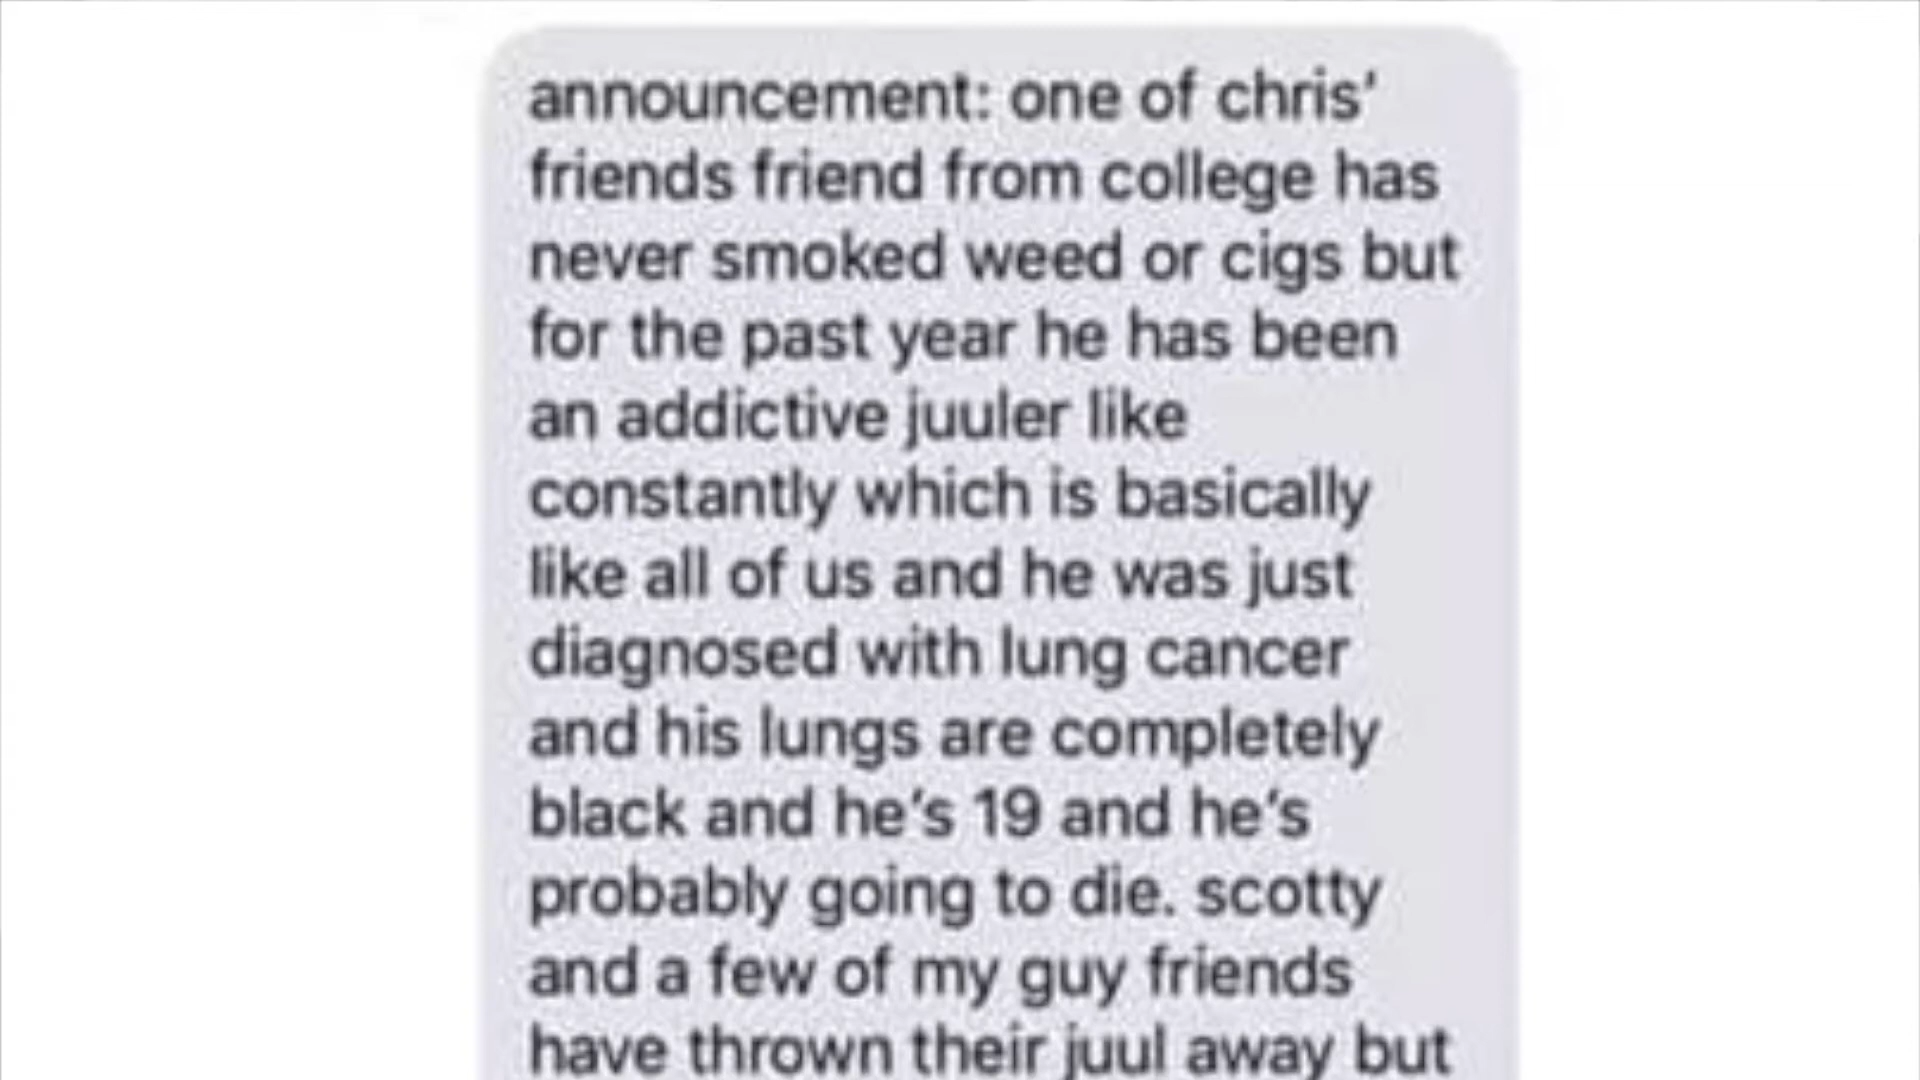 announcement: one of chris’
friends friend from college has
never smoked weed or cigs but
for the past year he has been
an addictive juuler like
constantly which is basically
like all of us and he was just
diagnosed with lung cancer
and his lungs are completely
black and he’s 19 and he’s
probably going to die. scotty
and a few of my guy friends
have thrown their juul away but